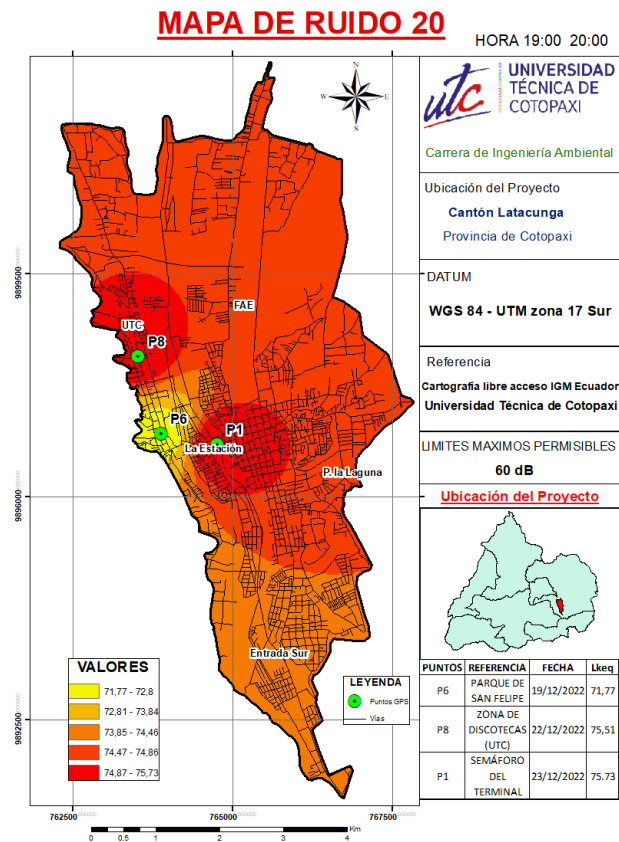 MAPA DE RUIDO 20
HORA 19:00 20:00
N
W
E
S
utc
UNIVERSIDAD
TÉCNICA DE
COTOPAXI
Carrera de Ingeniería Ambiental
Ubicación del Proyecto
Cantón Latacunga
Provincia de Cotopaxi
DATUM
WGS 84 - UTM zona 17 Sur
Referencia
Cartografía libre acceso IGM Ecuador
Universidad Técnica de Cotopaxi
LIMITES MAXIMOS PERMISIBLES
60 dB
Ubicación del Proyecto
PUNTOS REFERENCIA FECHA Lkeq
P6 PARQUE DE SAN FELIPE 19/12/2022 71,77
P8 ZONA DE DISCOTECAS (UTC) 22/12/2022 75,51
P1 SEMÁFORO DEL TERMINAL 23/12/2022 75.73
FAE
UTC
P8
P6
P1
La Estación
P. la Laguna
Entrada Sur
VALORES
71,77 - 72,8
72,81 - 73,84
73,85 - 74,46
74,47 - 74,86
74,87 - 75,73
LEYENDA
Puntos GPS
Vías
9899500
9896000
9892500
762500
765000
767500
0 0,5 1 2 3 4
Km